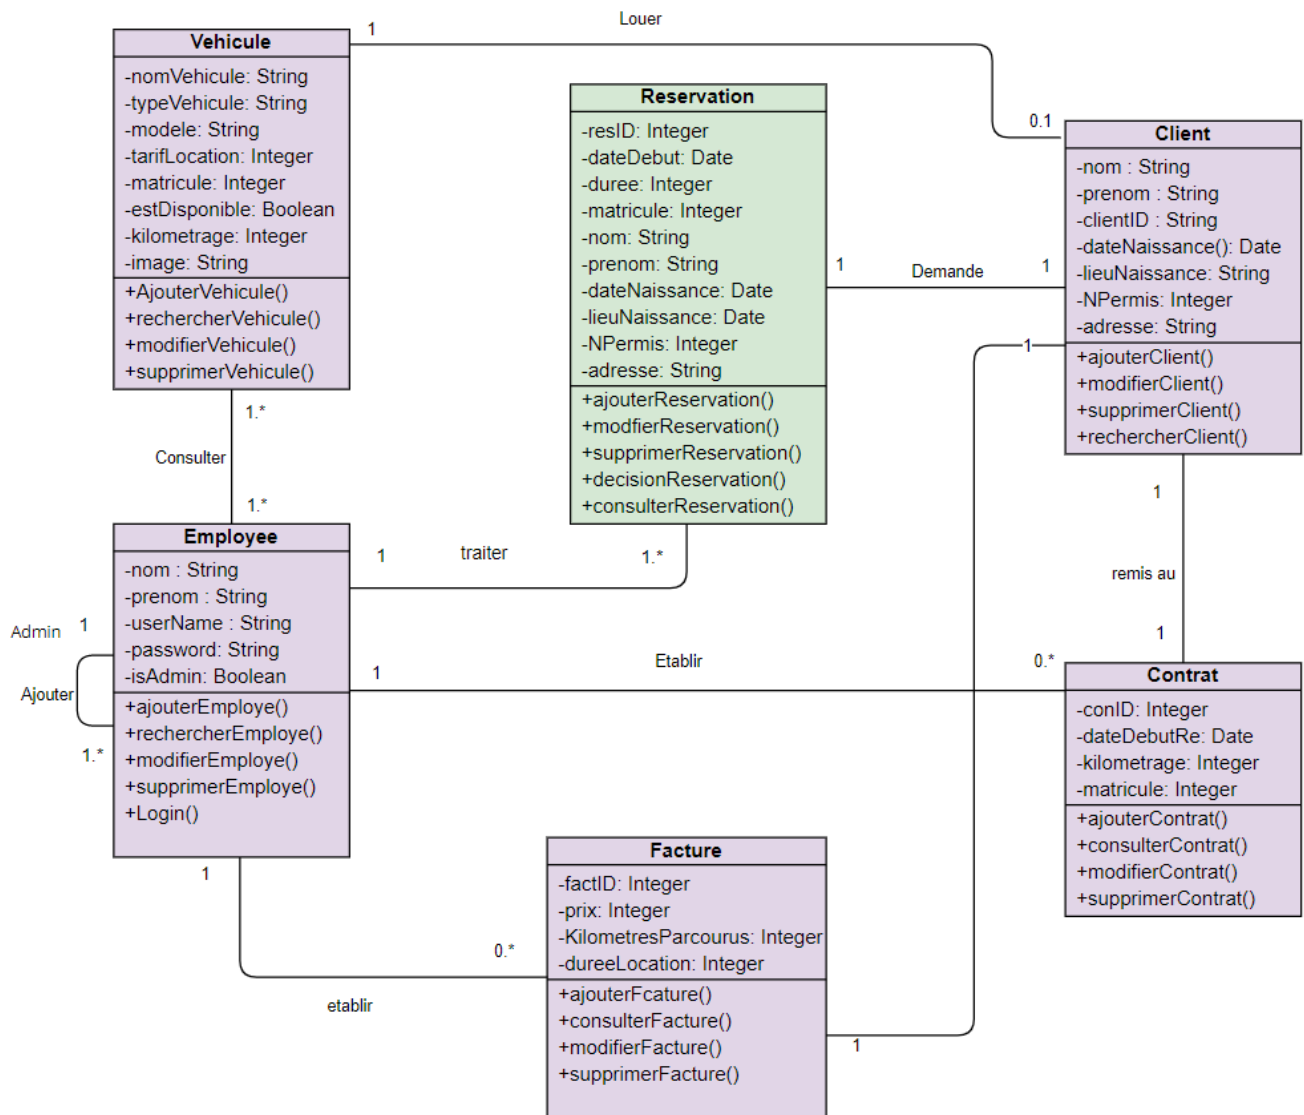 Louer
1
0.1
Vehicule
-nomVehicule: String
-typeVehicule: String
-modele: String
-tarifLocation: Integer
-matricule: Integer
-estDisponible: Boolean
-kilometrage: Integer
-image: String
+AjouterVehicule()
+rechercherVehicule()
+modifierVehicule()
+supprimerVehicule()
Reservation
-resID: Integer
-dateDebut: Date
-duree: Integer
-matricule: Integer
-nom: String
-prenom: String
-dateNaissance: Date
-lieuNaissance: Date
-NPermis: Integer
-adresse: String
+ajouterReservation()
+modfierReservation()
+supprimerReservation()
+decisionReservation()
+consulterReservation()
1
Demande
1
Client
-nom : String
-prenom : String
-clientID : String
-dateNaissance(): Date
-lieuNaissance: String
-NPermis: Integer
-adresse: String
+ajouterClient()
+modifierClient()
+supprimerClient()
+rechercherClient()
1
1.*
Consulter
1.*
1
traiter
1.*
1
remis au
1
Employee
-nom : String
-prenom : String
-userName : String
-password: String
-isAdmin: Boolean
+ajouterEmploye()
+rechercherEmploye()
+modifierEmploye()
+supprimerEmploye()
+Login()
Admin
1
Ajouter
1.*
1
Etablir
0.*
Contrat
-conID: Integer
-dateDebutRe: Date
-kilometrage: Integer
-matricule: Integer
+ajouterContrat()
+consulterContrat()
+modifierContrat()
+supprimerContrat()
1
etablir
0.*
Facture
-factID: Integer
-prix: Integer
-KilometresParcourus: Integer
-dureeLocation: Integer
+ajouterFcature()
+consulterFacture()
+modifierFacture()
+supprimerFacture()
1